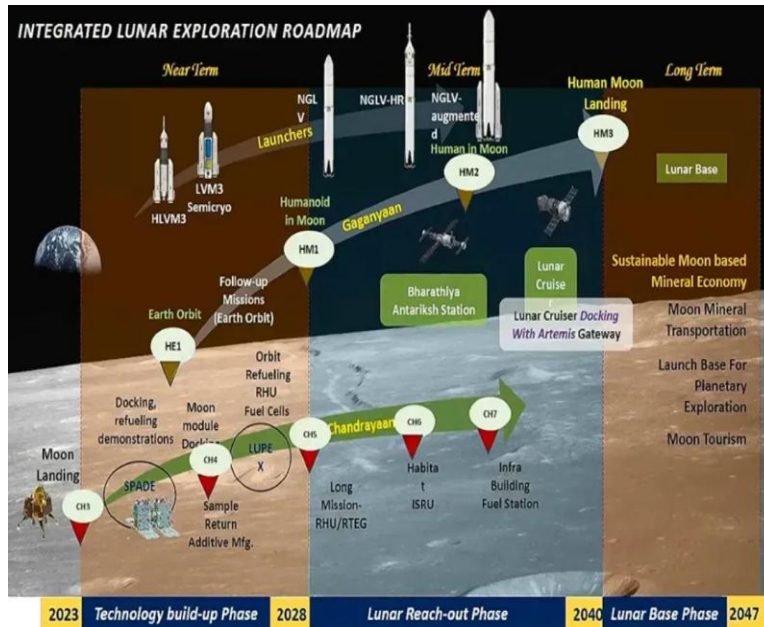 INTEGRATED LUNAR EXPLORATION ROADMAP
Near Term
Mid Term
Long Term
NGL
V
NGLV-HR
NGLV-
augmente
d
Launchers
HLVM3
LVM3
Semicryo
Human Moon
Landing
HM3
Human in Moon
HM2
Humanoid
in Moon
HM1
Gaganyaan
Lunar Base
Follow-up
Missions
(Earth Orbit)
Earth Orbit
HE1
Bharathiya
Antariksh Station
Lunar
Cruise
r
Lunar Cruiser Docking
With Artemis Gateway
Sustainable Moon based
Mineral Economy
Moon Mineral
Transportation
Launch Base For
Planetary
Exploration
Moon Tourism
Orbit
Refueling
RHU
Fuel Cells
Docking,
refueling
demonstrations
Moon
module
Docking
Moon
Landing
CH3
SPADE
CH4
LUPE
X
CH5
Chandrayaan
CH6
CH7
Sample
Return
Additive Mfg.
Long
Mission-
RHU/RTEG
Habita
t
ISRU
Infra
Building
Fuel Station
2023
Technology build-up Phase
2028
Lunar Reach-out Phase
2040
Lunar Base Phase
2047